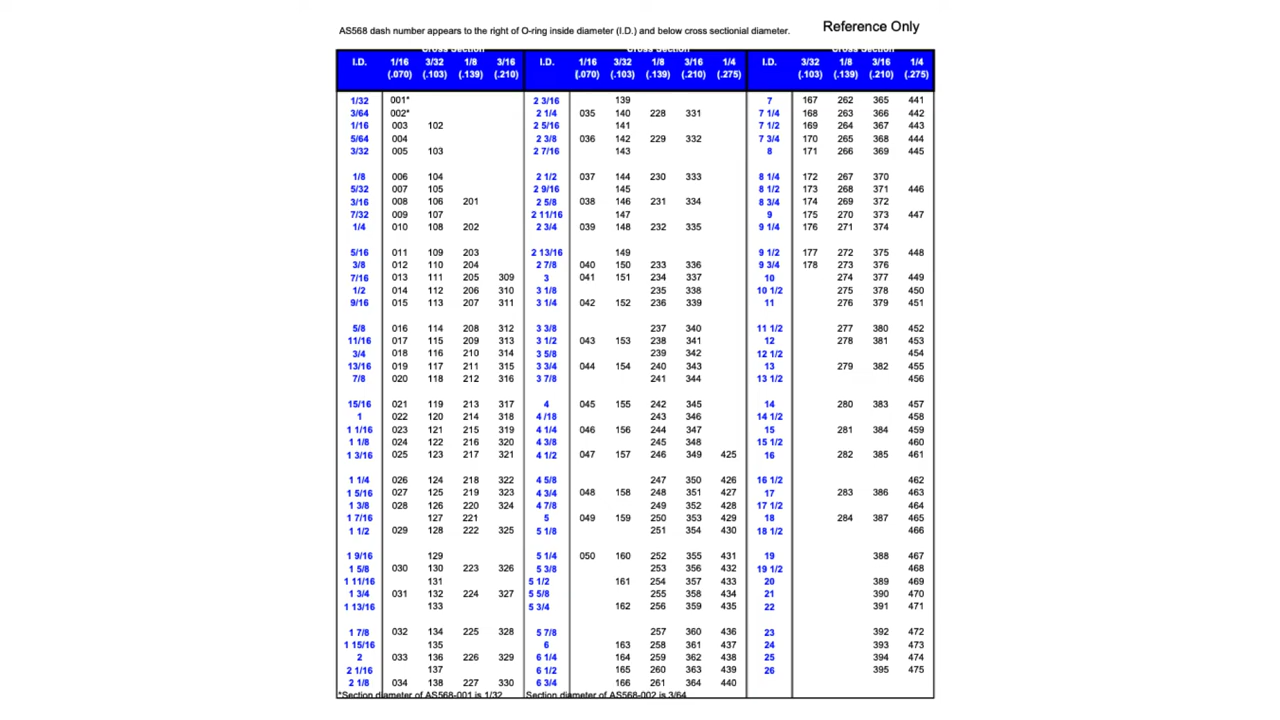 AS568 dash number appears to the right of O-ring inside diameter (I.D.) and below cross sectionial diameter. Reference Only
Cross Section Cross Section Cross Section
I.D. 1/16 3/32 1/8 3/16 I.D. 1/16 3/32 1/8 3/16 1/4 I.D. 3/32 1/8 3/16 1/4
(.070) (.103) (.139) (.210) (.070) (.103) (.139) (.210) (.275) (.103) (.139) (.210) (.275)
1/32 001* 2 3/16 139 7 167 262 365 441
3/64 002* 2 1/4 035 140 228 331 7 1/4 168 263 366 442
1/16 003 102 2 5/16 141 7 1/2 169 264 367 443
5/64 004 2 3/8 036 142 229 332 7 3/4 170 265 368 444
3/32 005 103 2 7/16 143 8 171 266 369 445
1/8 006 104 2 1/2 037 144 230 333 8 1/4 172 267 370
5/32 007 105 2 9/16 145 8 1/2 173 268 371 446
3/16 008 106 201 2 5/8 038 146 231 334 8 3/4 174 269 372
7/32 009 107 2 11/16 147 9 175 270 373 447
1/4 010 108 202 2 3/4 039 148 232 335 9 1/4 176 271 374
5/16 011 109 203 2 13/16 149 9 1/2 177 272 375 448
3/8 012 110 204 2 7/8 040 150 233 336 9 3/4 178 273 376
7/16 013 111 205 309 3 041 151 234 337 10 274 377 449
1/2 014 112 206 310 3 1/8 235 338 10 1/2 275 378 450
9/16 015 113 207 311 3 1/4 042 152 236 339 11 276 379 451
5/8 016 114 208 312 3 3/8 237 340 11 1/2 277 380 452
11/16 017 115 209 313 3 1/2 043 153 238 341 12 278 381 453
3/4 018 116 210 314 3 5/8 239 342 12 1/2 454
13/16 019 117 211 315 3 3/4 044 154 240 343 13 279 382 455
7/8 020 118 212 316 3 7/8 241 344 13 1/2 456
15/16 021 119 213 317 4 045 155 242 345 14 280 383 457
1 022 120 214 318 4 /18 243 346 14 1/2 458
1 1/16 023 121 215 319 4 1/4 046 156 244 347 15 281 384 459
1 1/8 024 122 216 320 4 3/8 245 348 15 1/2 460
1 3/16 025 123 217 321 4 1/2 047 157 246 349 425 16 282 385 461
1 1/4 026 124 218 322 4 5/8 247 350 426 16 1/2 462
1 5/16 027 125 219 323 4 3/4 048 158 248 351 427 17 283 386 463
1 3/8 028 126 220 324 4 7/8 249 352 428 17 1/2 464
1 7/16 127 221 5 049 159 250 353 429 18 284 387 465
1 1/2 029 128 222 325 5 1/8 251 354 430 18 1/2 466
1 9/16 129 5 1/4 050 160 252 355 431 19 388 467
1 5/8 030 130 223 326 5 3/8 253 356 432 19 1/2 468
1 11/16 131 5 1/2 161 254 357 433 20 389 469
1 3/4 031 132 224 327 5 5/8 255 358 434 21 390 470
1 13/16 133 5 3/4 162 256 359 435 22 391 471
1 7/8 032 134 225 328 5 7/8 257 360 436 23 392 472
1 15/16 135 6 163 258 361 437 24 393 473
2 033 136 226 329 6 1/4 164 259 362 438 25 394 474
2 1/16 137 6 1/2 165 260 363 439 26 395 475
2 1/8 034 138 227 330 6 3/4 166 261 364 440
*Section diameter of AS568-001 is 1/32 Section diameter of AS568-002 is 3/64